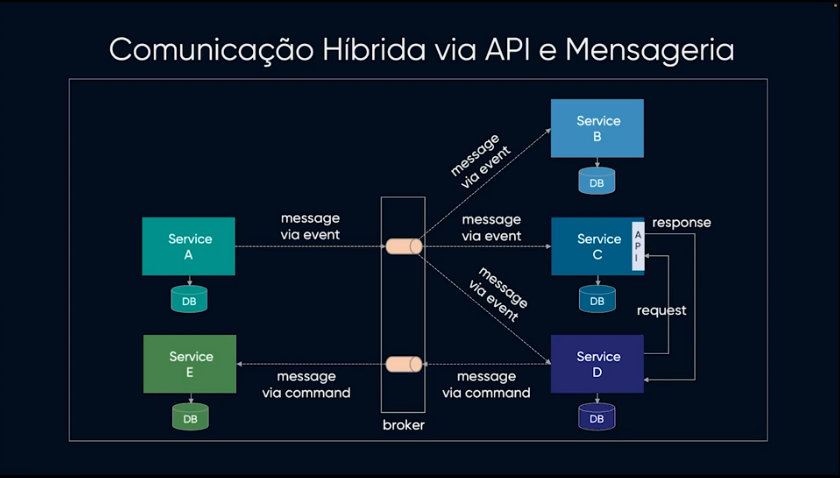 Comunicação Híbrida via API e Mensageria
Service
B
DB
message
via event
message
via event
Service
A
DB
message
via event
Service
C
DB
A
P
I
response
request
message
via event
Service
E
DB
message
via command
message
via command
Service
D
DB
broker